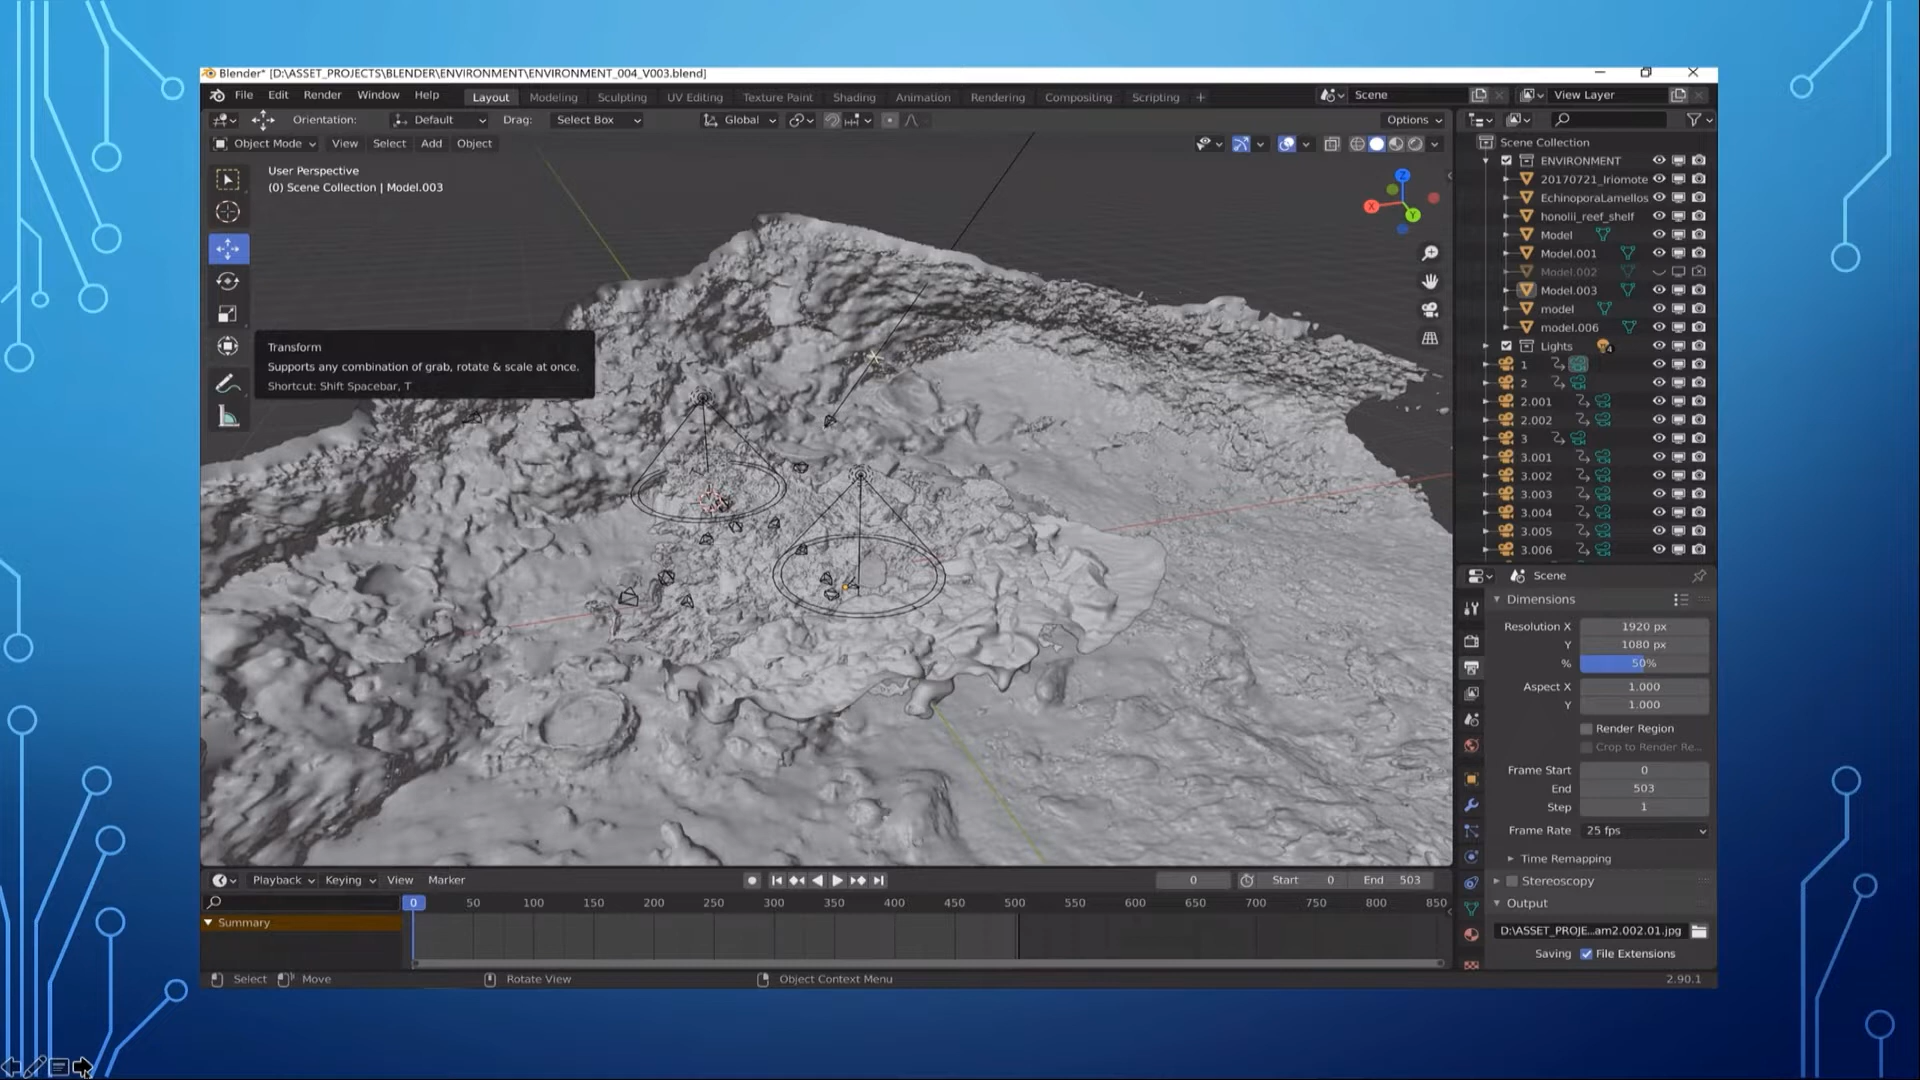 Blender* [D:\ASSET_PROJECTS\BLENDER\ENVIRONMENT\ENVIRONMENT_004_V003.blend]
File Edit Render Window Help Layout Modeling Sculpting UV Editing Texture Paint Shading Animation Rendering Compositing Scripting + Scene View Layer
Orientation: Default Drag: Select Box Global Options
Object Mode View Select Add Object
User Perspective
(0) Scene Collection | Model.003
Z
X
Y
Transform
Supports any combination of grab, rotate & scale at once.
Shortcut: Shift Spacebar, T
Scene Collection
ENVIRONMENT
20170721_Iriomote
EchinoporaLamellos
honolii_reef_shelf
Model
Model.001
Model.002
Model.003
model
model.006
Lights 4
1
2
2.001
2.002
3
3.001
3.002
3.003
3.004
3.005
3.006
Scene
Dimensions
Resolution X 1920 px
Y 1080 px
% 50%
Aspect X 1.000
Y 1.000
Render Region
Crop to Render Re...
Frame Start 0
End 503
Step 1
Frame Rate 25 fps
Time Remapping
Stereoscopy
Output
D:\ASSET_PROJE...am2.002.01.jpg
Saving File Extensions
Playback Keying View Marker 0 Start 0 End 503
0 50 100 150 200 250 300 350 400 450 500 550 600 650 700 750 800 850
Summary
Select Move Rotate View Object Context Menu 2.90.1